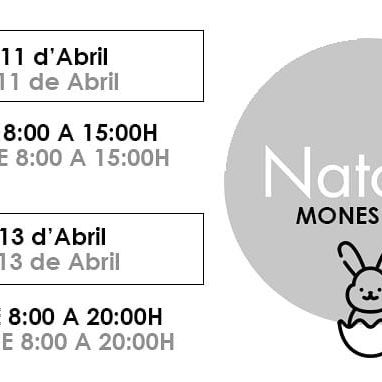 11 d'Abril
11 de Abril
8:00 A 15:00H
E 8:00 A 15:00H
13 d'Abril
13 de Abril
8:00 A 20:00H
E 8:00 A 20:00H
Nata
MONES